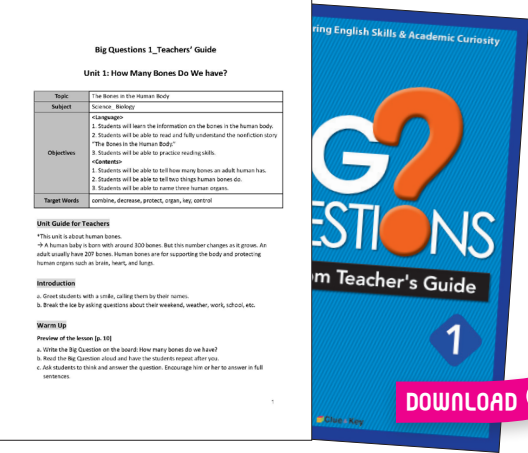 Big Questions 1_Teachers' Guide
Unit 1: How Many Bones Do We have?
Topic The Bones in the Human Body
Subject Science_ Biology
Objectives
<Language>
1. Students will learn the information on the bones in the human body.
2. Students will be able to read and fully understand the nonfiction story
"The Bones in the Human Body."
3. Students will be able to practice reading skills.
<Contents>
1. Students will be able to tell how many bones an adult human has.
2. Students will be able to tell two things human bones do.
3. Students will be able to name three human organs.
Target Words combine, decrease, protect, organ, key, control
Unit Guide for Teachers
*This unit is about human bones.
→ A human baby is born with around 300 bones. But this number changes as it grows. An
adult usually have 207 bones. Human bones are for supporting the body and protecting
human organs such as brain, heart, and lungs.
Introduction
a. Greet students with a smile, calling them by their names.
b. Break the ice by asking questions about their weekend, weather, work, school, etc.
Warm Up
Preview of the lesson [p. 10]
a. Write the Big Question on the board: How many bones do we have?
b. Read the Big Question aloud and have the students repeat after you.
c. Ask students to think and answer the question. Encourage him or her to answer in full
sentences.
1
ring English Skills & Academic Curiosity
G?
ESTIONS
om Teacher's Guide
1
DOWNLOAD